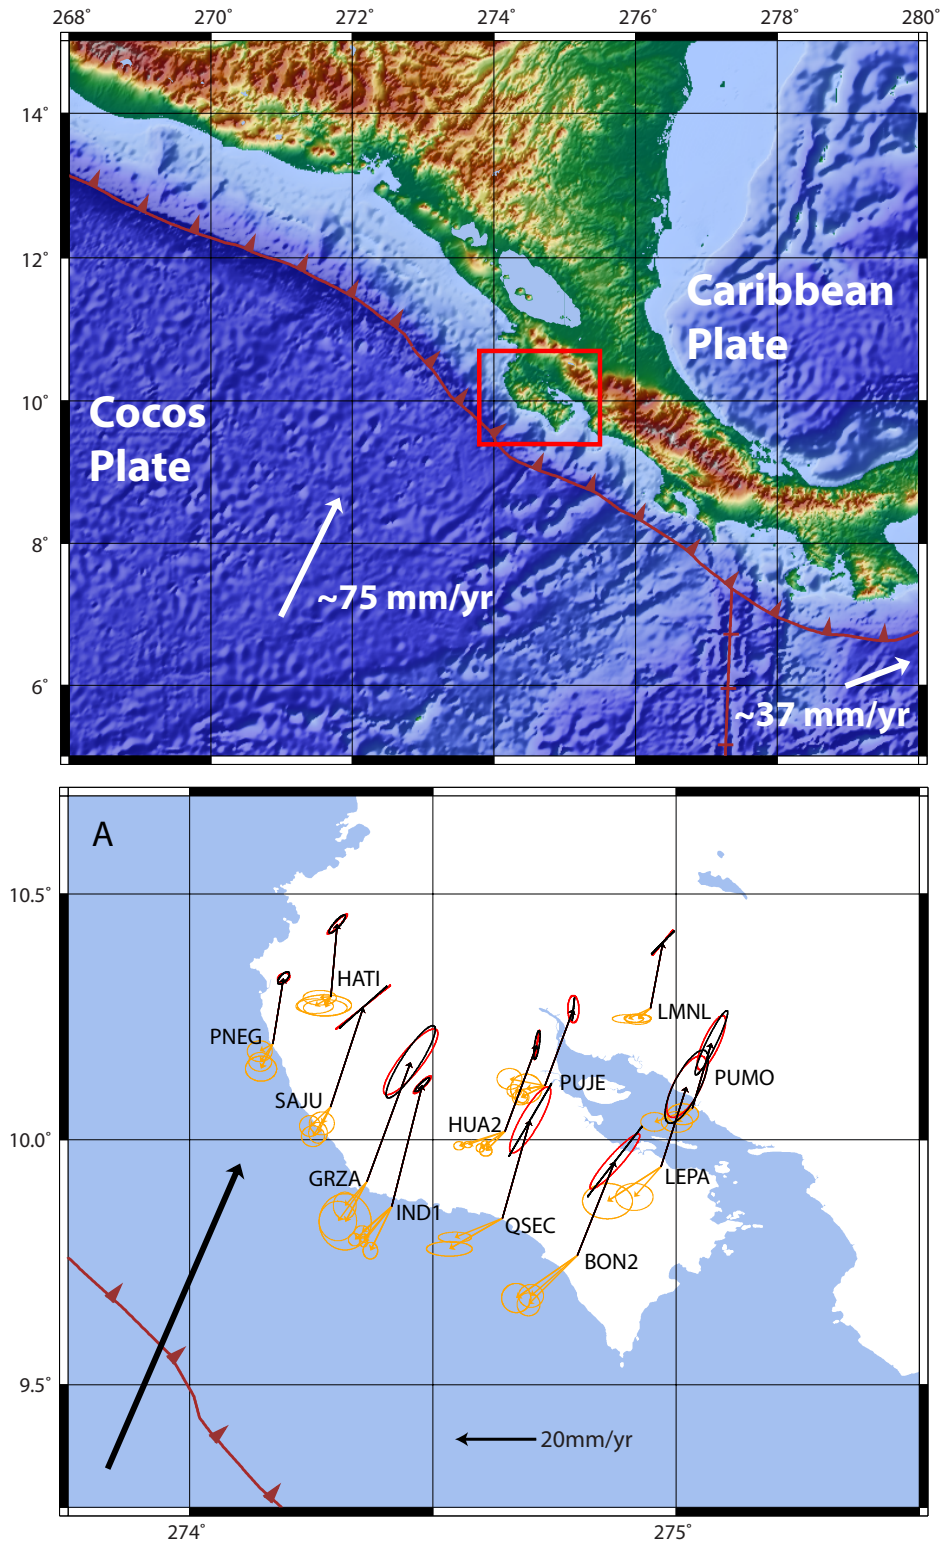 268° 270° 272° 274° 276° 278° 280°
14°
12°
Caribbean
Plate
10°
Cocos
Plate
8°
~75 mm/yr
6°
~37 mm/yr
A
10.5°
HATI
LMNL
PNEG
PUJE
PUMO
SAJU
HUA2
10.0°
GRZA
LEPA
IND1
QSEC
BON2
9.5°
20mm/yr
274° 275°